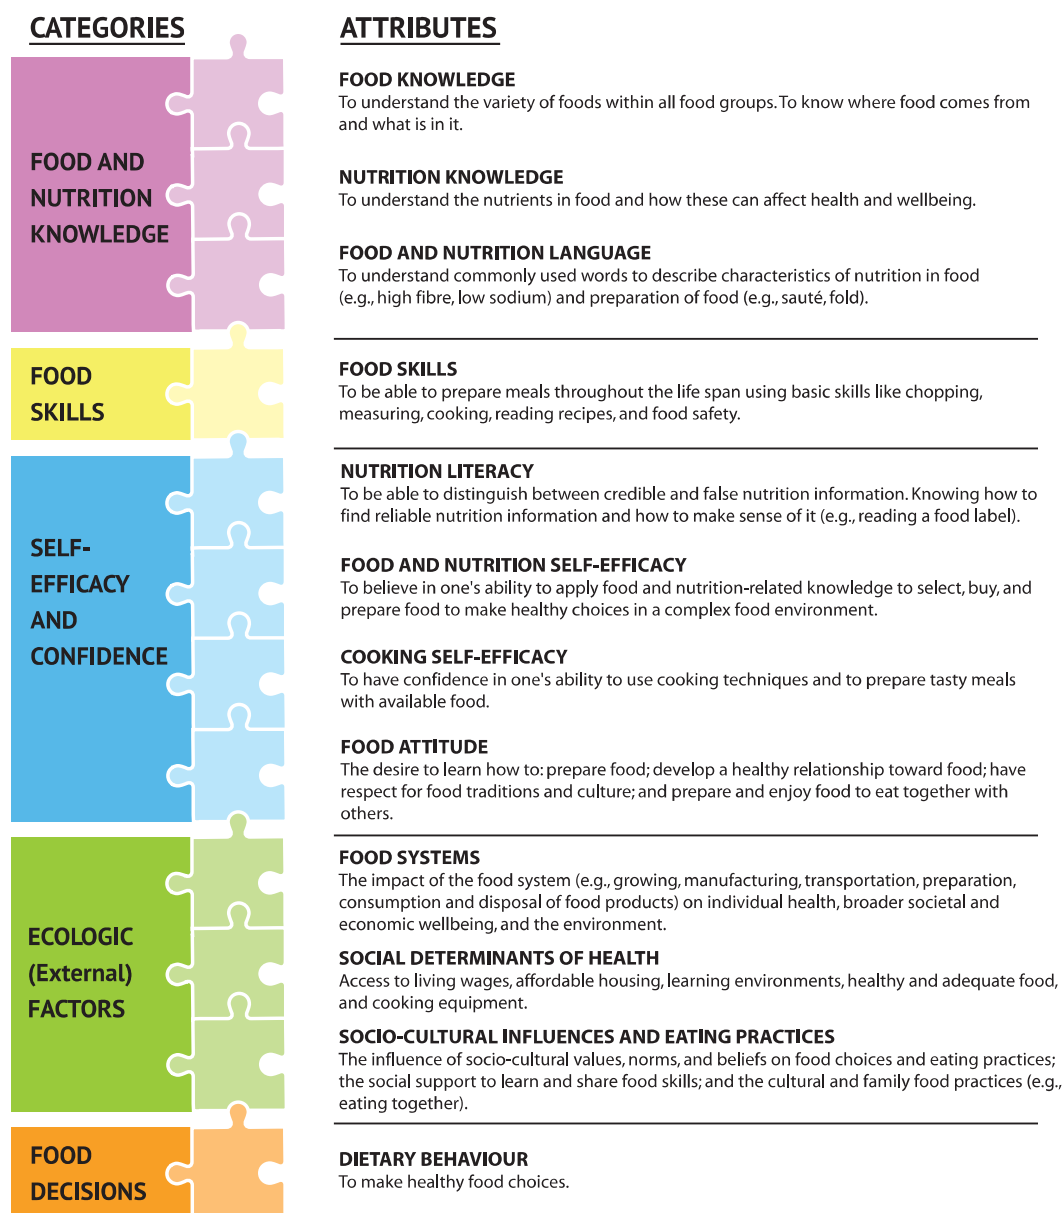 CATEGORIES
ATTRIBUTES
FOOD AND
NUTRITION
KNOWLEDGE
FOOD KNOWLEDGE
To understand the variety of foods within all food groups. To know where food comes from
and what is in it.
NUTRITION KNOWLEDGE
To understand the nutrients in food and how these can affect health and wellbeing.
FOOD AND NUTRITION LANGUAGE
To understand commonly used words to describe characteristics of nutrition in food
(e.g., high fibre, low sodium) and preparation of food (e.g., sauté, fold).
FOOD
SKILLS
FOOD SKILLS
To be able to prepare meals throughout the life span using basic skills like chopping,
measuring, cooking, reading recipes, and food safety.
SELF-
EFFICACY
AND
CONFIDENCE
NUTRITION LITERACY
To be able to distinguish between credible and false nutrition information. Knowing how to
find reliable nutrition information and how to make sense of it (e.g., reading a food label).
FOOD AND NUTRITION SELF-EFFICACY
To believe in one's ability to apply food and nutrition-related knowledge to select, buy, and
prepare food to make healthy choices in a complex food environment.
COOKING SELF-EFFICACY
To have confidence in one's ability to use cooking techniques and to prepare tasty meals
with available food.
FOOD ATTITUDE
The desire to learn how to: prepare food; develop a healthy relationship toward food; have
respect for food traditions and culture; and prepare and enjoy food to eat together with
others.
ECOLOGIC
(External)
FACTORS
FOOD SYSTEMS
The impact of the food system (e.g., growing, manufacturing, transportation, preparation,
consumption and disposal of food products) on individual health, broader societal and
economic wellbeing, and the environment.
SOCIAL DETERMINANTS OF HEALTH
Access to living wages, affordable housing, learning environments, healthy and adequate food,
and cooking equipment.
SOCIO-CULTURAL INFLUENCES AND EATING PRACTICES
The influence of socio-cultural values, norms, and beliefs on food choices and eating practices;
the social support to learn and share food skills; and the cultural and family food practices (e.g.,
eating together).
FOOD
DECISIONS
DIETARY BEHAVIOUR
To make healthy food choices.